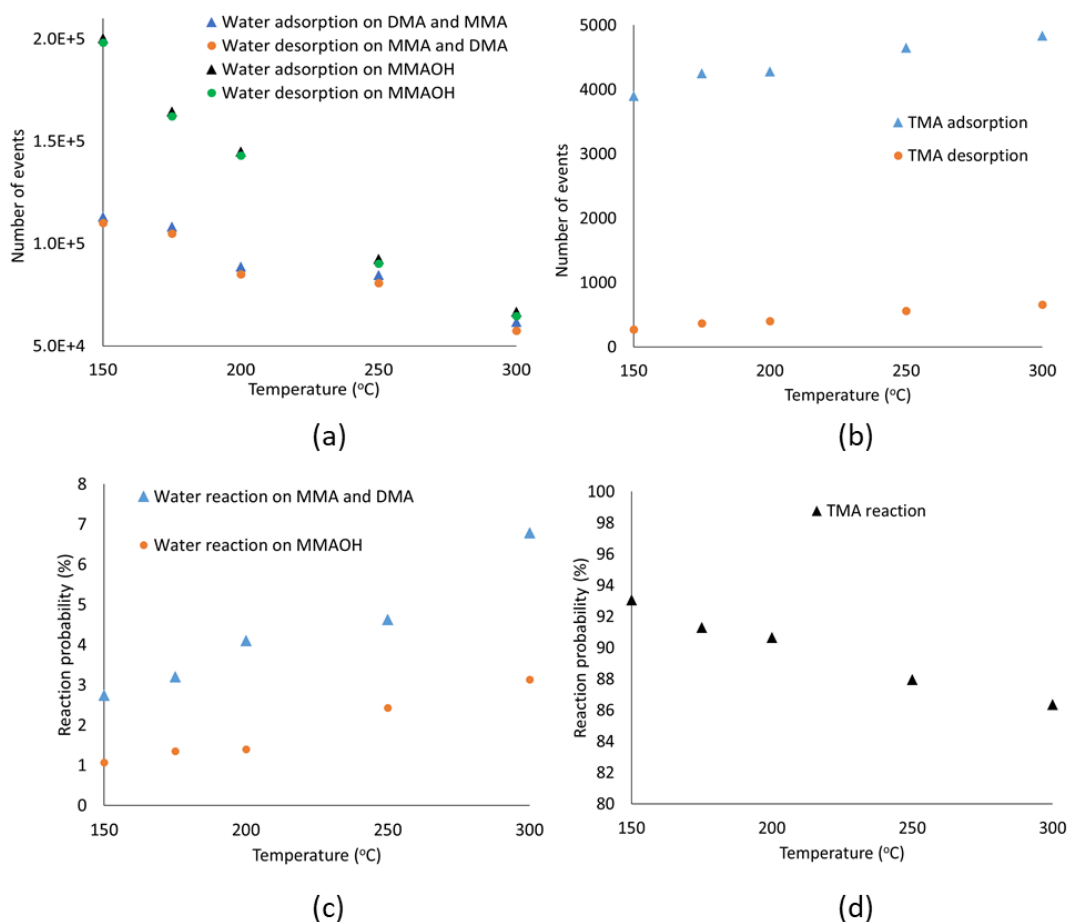 Water adsorption on DMA and MMA
Water desorption on MMA and DMA
Water adsorption on MMAOH
Water desorption on MMAOH
2.0E+5
1.5E+5
1.0E+5
5.0E+4
Number of events
150
200
250
300
Temperature (oC)
(a)
5000
4000
3000
2000
1000
0
Number of events
TMA adsorption
TMA desorption
150
200
250
300
Temperature (oC)
(b)
8
7
6
5
4
3
2
1
0
Reaction probability (%)
Water reaction on MMA and DMA
Water reaction on MMAOH
150
200
250
300
Temperature (oC)
(c)
100
98
96
94
92
90
88
86
84
82
80
Reaction probability (%)
TMA reaction
150
200
250
300
Temperature (oC)
(d)